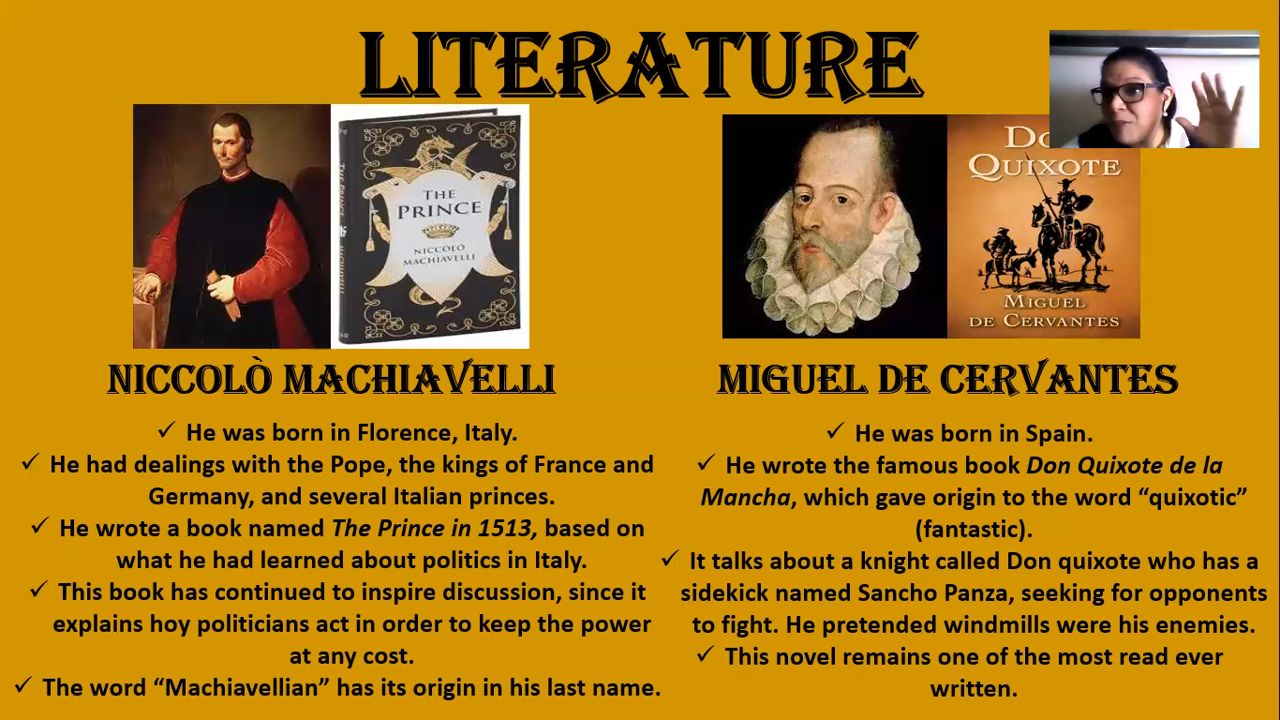 LITERATURE
THE PRINCE
THE
PRINCE
NICCOLÒ
MACHIAVELLI
QUIXOTE
MIGUEL
DE CERVANTES
NICCOLÒ MACHIAVELLI
✓ He was born in Florence, Italy.
✓ He had dealings with the Pope, the kings of France and
Germany, and several Italian princes.
✓ He wrote a book named The Prince in 1513, based on
what he had learned about politics in Italy.
✓ This book has continued to inspire discussion, since it
explains hoy politicians act in order to keep the power
at any cost.
✓ The word “Machiavellian” has its origin in his last name.
MIGUEL DE CERVANTES
✓ He was born in Spain.
✓ He wrote the famous book Don Quixote de la
Mancha, which gave origin to the word “quixotic”
(fantastic).
✓ It talks about a knight called Don quixote who has a
sidekick named Sancho Panza, seeking for opponents
to fight. He pretended windmills were his enemies.
✓ This novel remains one of the most read ever
written.